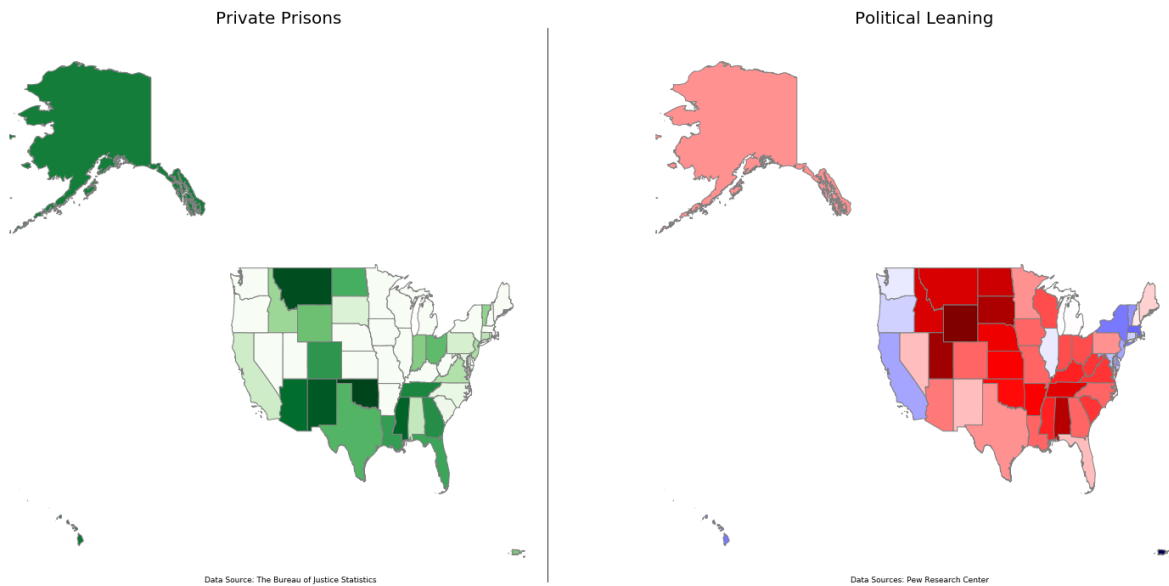 Private Prisons
Political Leaning
Data Source: The Bureau of Justice Statistics
Data Sources: Pew Research Center